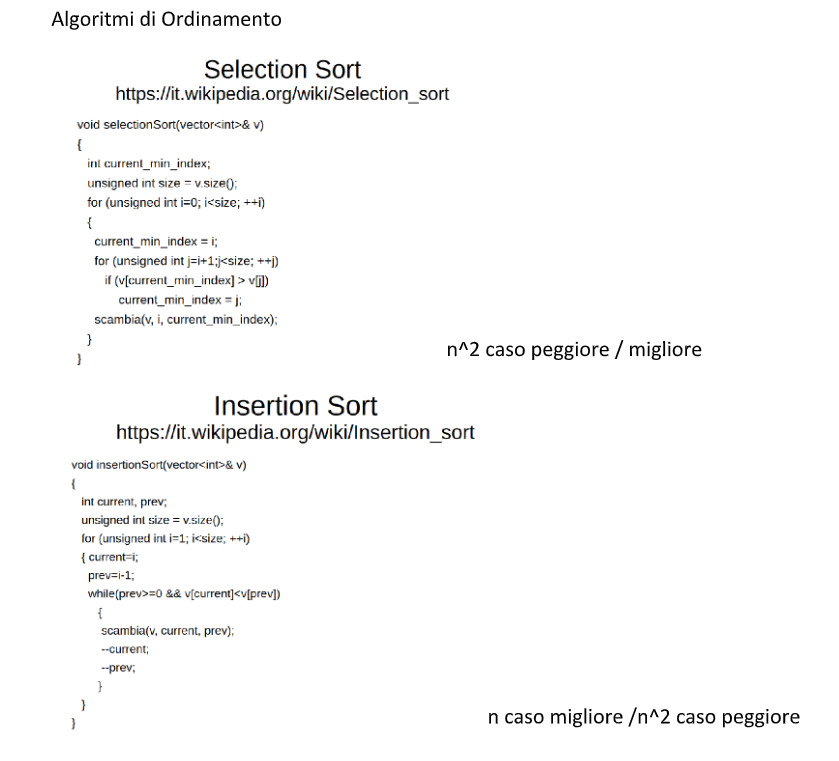 Algoritmi di Ordinamento
Selection Sort
https://it.wikipedia.org/wiki/Selection_sort
void selectionSort(vector<int>& v)
{
int current_min_index;
unsigned int size = v.size();
for (unsigned int i=0; i<size; ++i)
{
current_min_index = i;
for (unsigned int j=i+1;j<size; ++j)
if (v[current_min_index] > v[j])
current_min_index = j;
scambia(v, i, current_min_index);
}
}
n^2 caso peggiore / migliore
Insertion Sort
https://it.wikipedia.org/wiki/Insertion_sort
void insertionSort(vector<int>& v)
{
int current, prev;
unsigned int size = v.size();
for (unsigned int i=1; i<size; ++i)
{ current=i;
prev=i-1;
while(prev>=0 && v[current]<v[prev])
{
scambia(v, current, prev);
--current;
--prev;
}
}
}
n caso migliore /n^2 caso peggiore